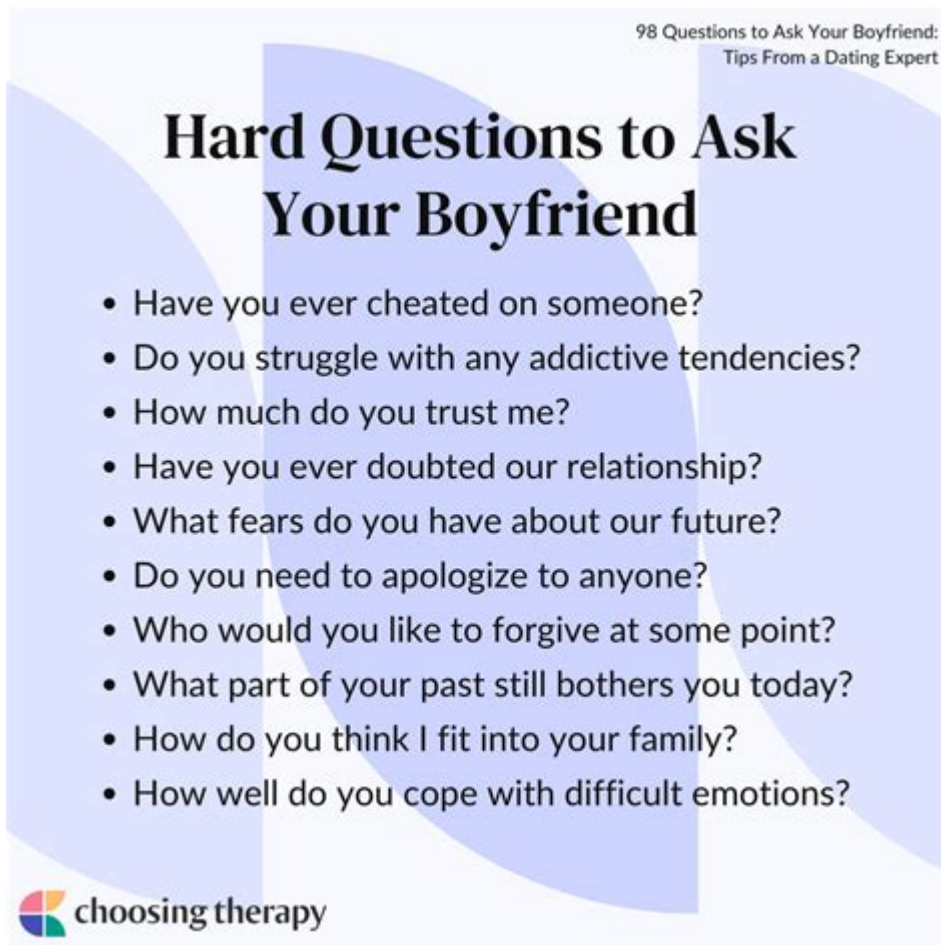 98 Questions to Ask Your Boyfriend:
Tips From a Dating Expert
Hard Questions to Ask
Your Boyfriend
• Have you ever cheated on someone?
• Do you struggle with any addictive tendencies?
• How much do you trust me?
• Have you ever doubted our relationship?
• What fears do you have about our future?
• Do you need to apologize to anyone?
• Who would you like to forgive at some point?
• What part of your past still bothers you today?
• How do you think I fit into your family?
• How well do you cope with difficult emotions?
choosing therapy